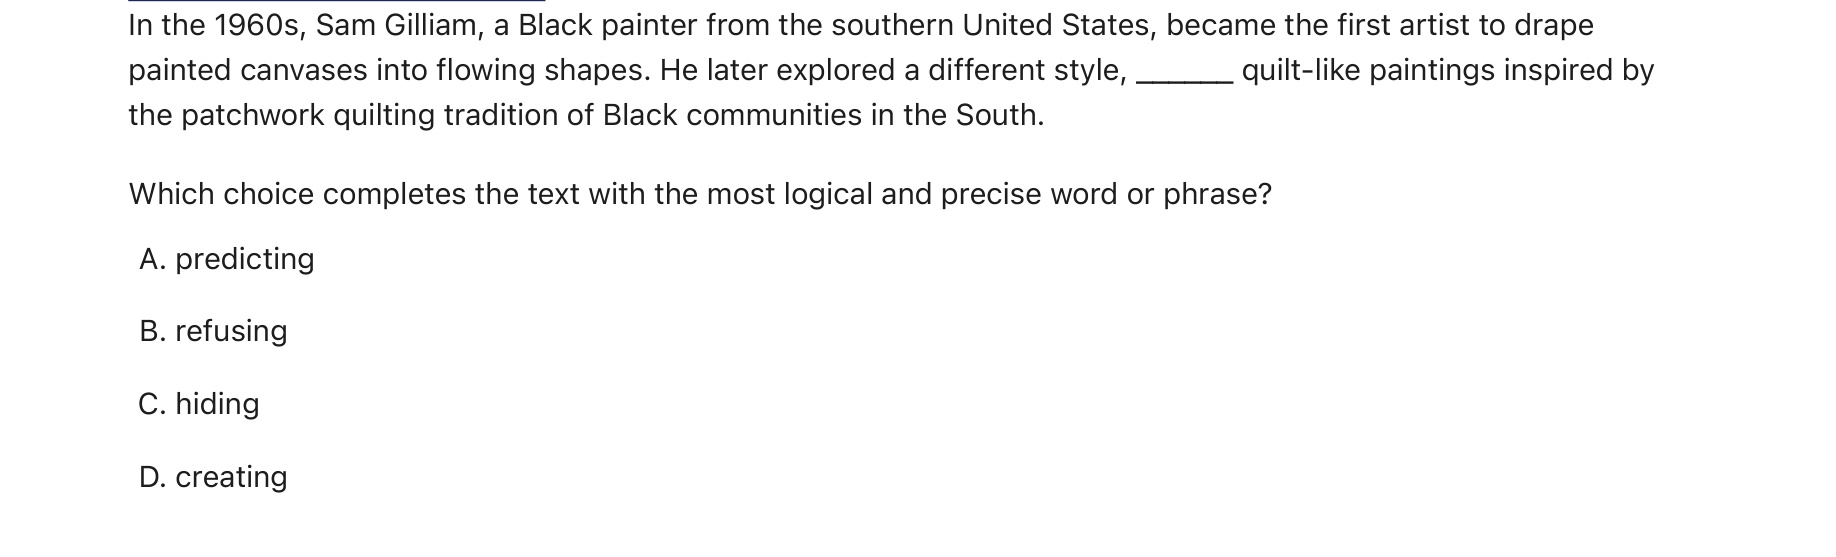 In the 1960s, Sam Gilliam, a Black painter from the southern United States, became the first artist to drape
painted canvases into flowing shapes. He later explored a different style, ______ quilt-like paintings inspired by
the patchwork quilting tradition of Black communities in the South.
Which choice completes the text with the most logical and precise word or phrase?
A. predicting
B. refusing
C. hiding
D. creating